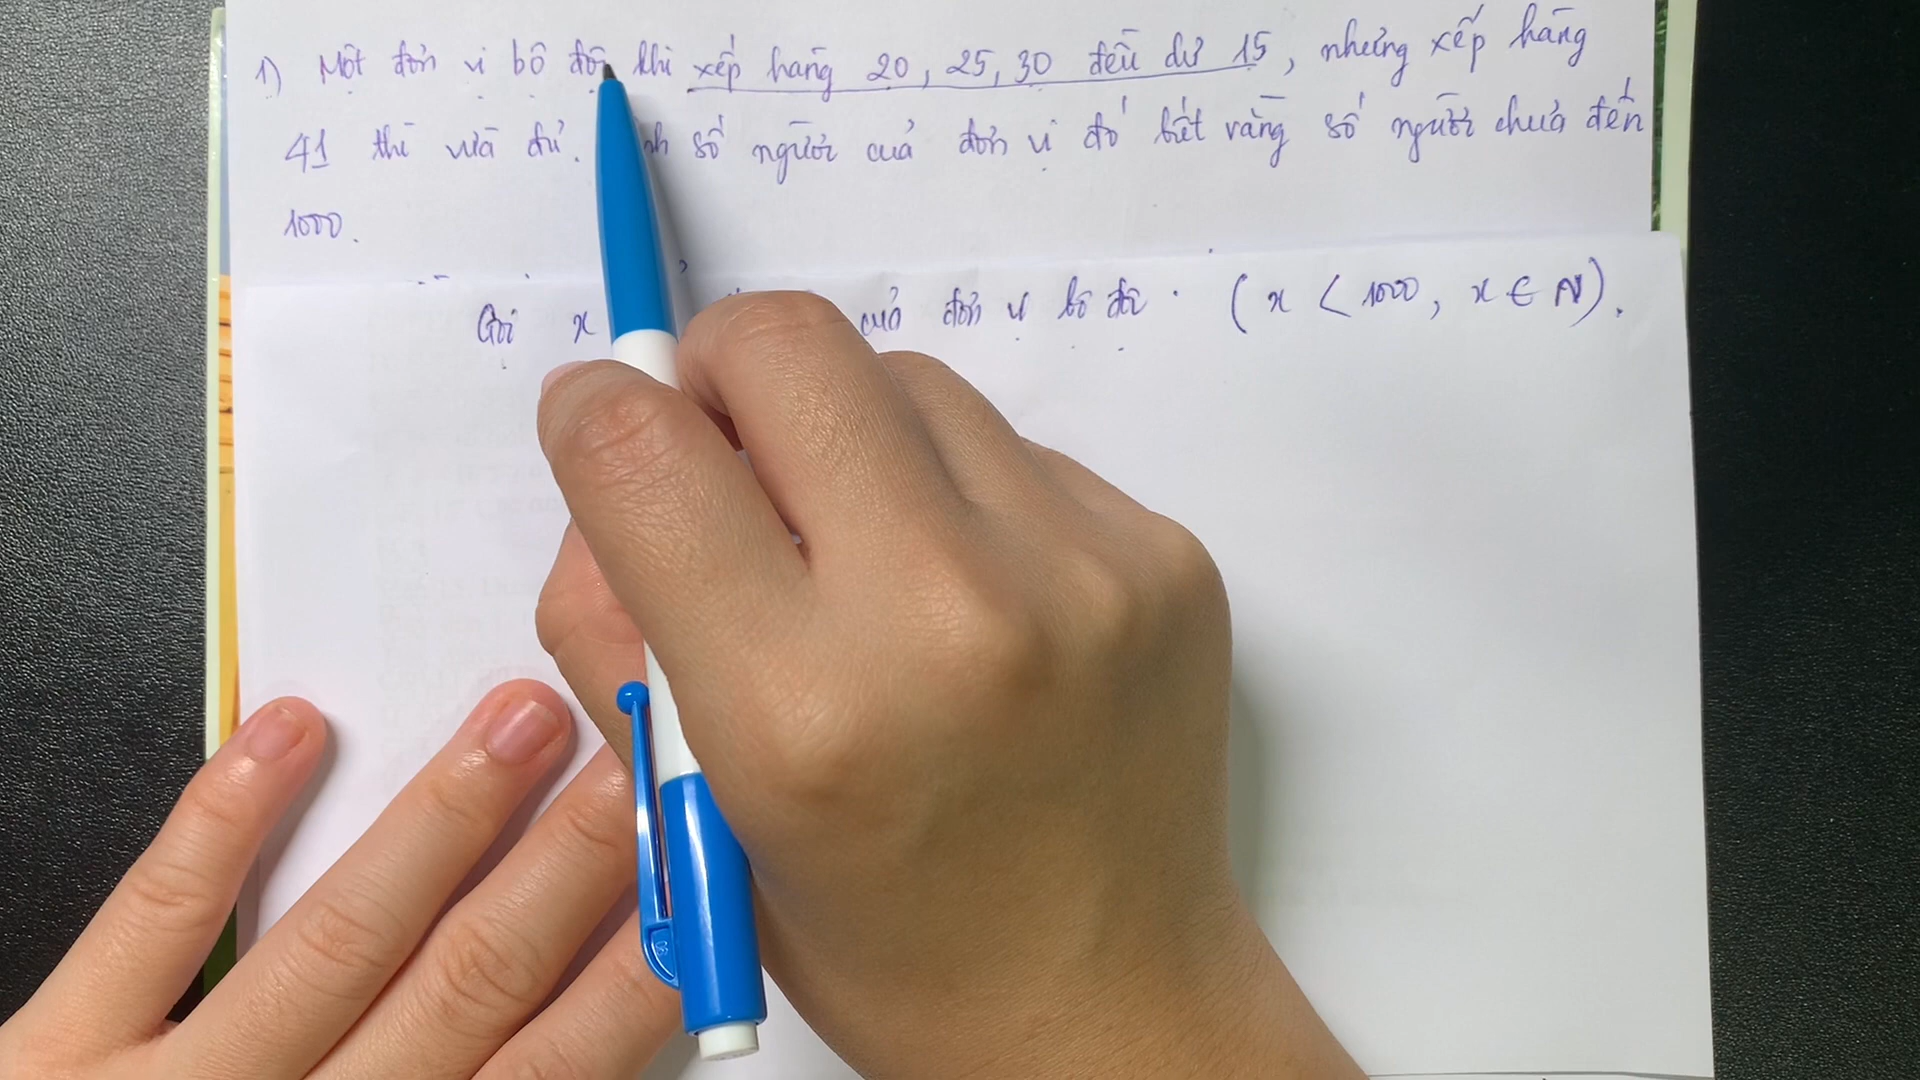 1) Một đơn vị bộ đội khi xếp hàng 20, 25, 30 đều dư 15, nhưng xếp hàng
41 thì vừa đủ. số người của đơn vị đó biết rằng số người chưa đến
1000.
Gọi x của đơn vị bộ đội. (x < 1000, x ∈ N).